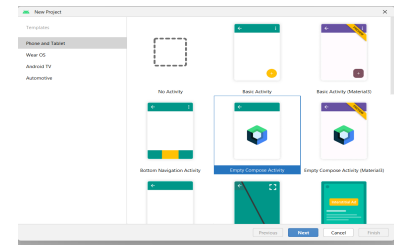 New Project
Templates
Phone and Tablet
Wear OS
Android TV
Automotive
No Activity
Basic Activity
Basic Activity (Material3)
Bottom Navigation Activity
Empty Compose Activity
Empty Compose Activity (Material3)
Previous
Next
Cancel
Finish